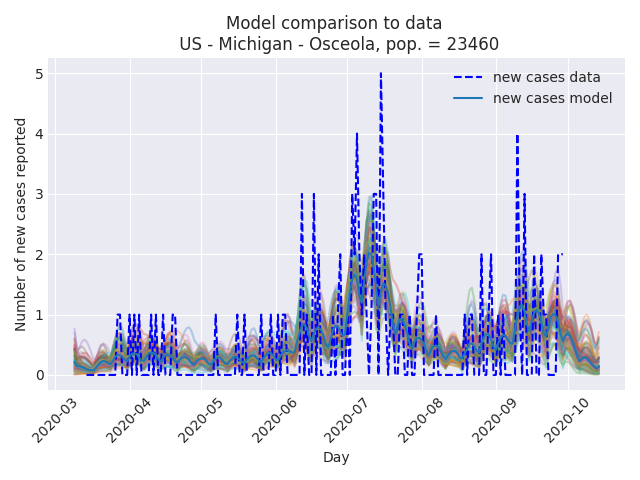 Model comparison to data
US - Michigan - Osceola, pop. = 23460
new cases data
new cases model
Number of new cases reported
5
4
3
2
1
0
2020-03
2020-04
2020-05
2020-06
2020-07
2020-08
2020-09
2020-10
Day